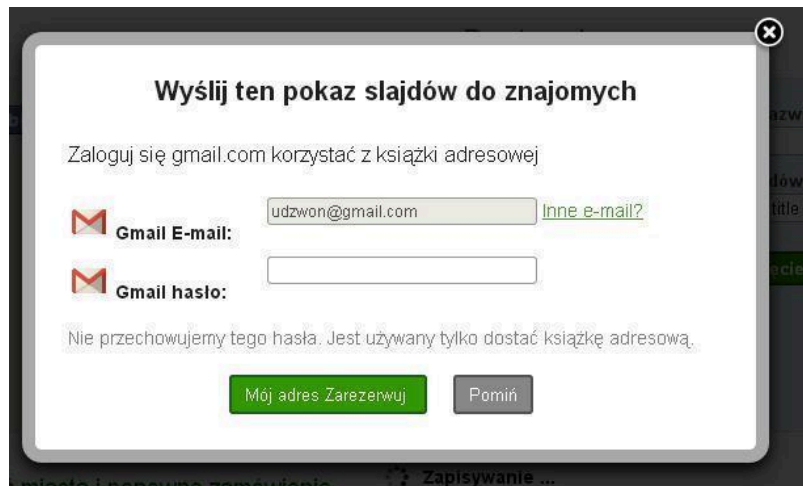 Wyślij ten pokaz slajdów do znajomych
Zaloguj się gmail.com korzystać z książki adresowej
Gmail E-mail: udzwon@gmail.com Inne e-mail?
Gmail hasło:
Nie przechowujemy tego hasła. Jest używany tylko dostać książkę adresową.
Mój adres Zarezerwuj Pomiń
title
Zapisywanie ...